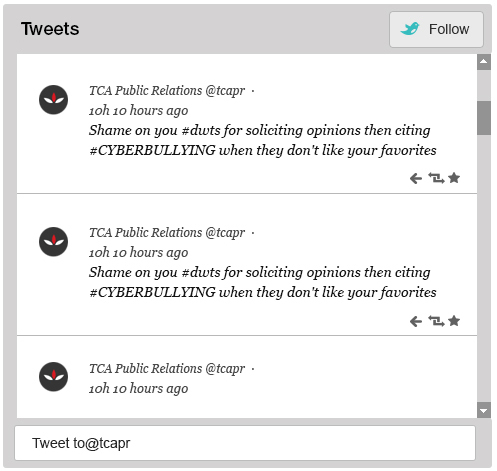 Tweets
Follow
TCA Public Relations @tcapr ·
10h 10 hours ago
Shame on you #dwts for soliciting opinions then citing
#CYBERBULLYING when they don't like your favorites
TCA Public Relations @tcapr ·
10h 10 hours ago
Shame on you #dwts for soliciting opinions then citing
#CYBERBULLYING when they don't like your favorites
TCA Public Relations @tcapr ·
10h 10 hours ago
Tweet to@tcapr